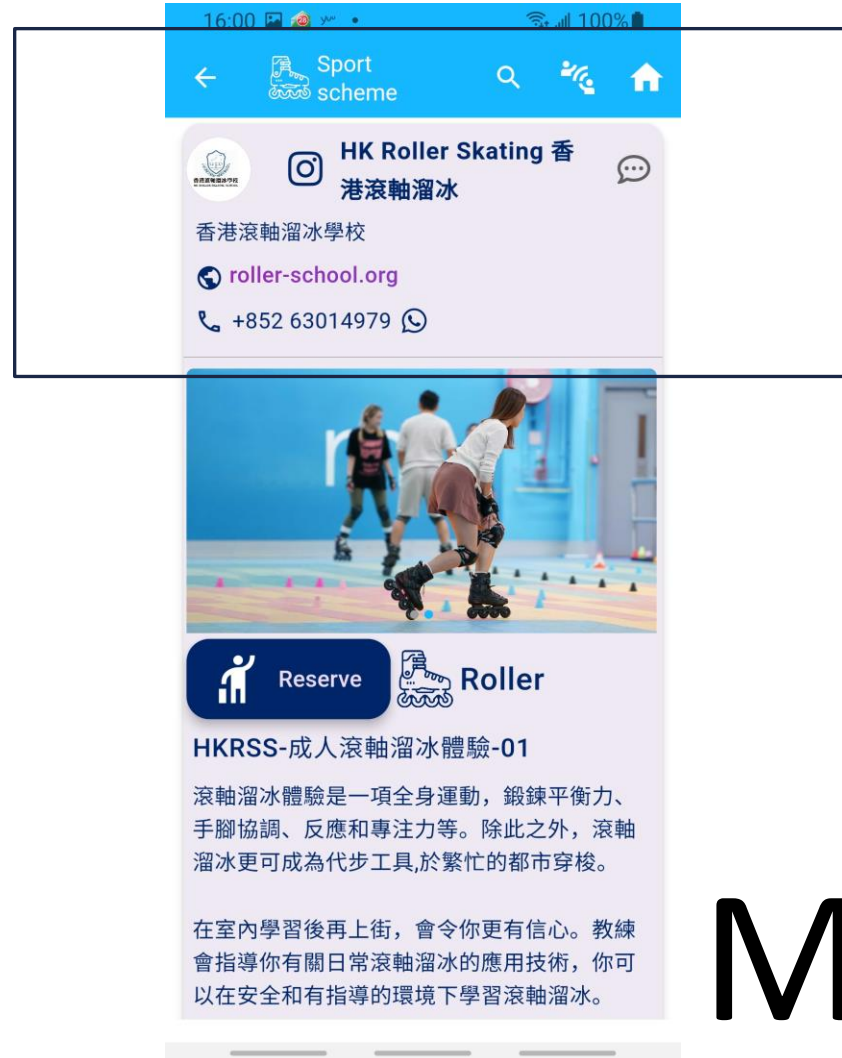 16:00
100%
Sport
scheme
HK Roller Skating 香
港滾軸溜冰
香港滾軸溜冰學校
roller-school.org
+852 63014979
Reserve
Roller
HKRSS-成人滾軸溜冰體驗-01
滾軸溜冰體驗是一項全身運動，鍛鍊平衡力、
手腳協調、反應和專注力等。除此之外，滾軸
溜冰更可成為代步工具,於繁忙的都市穿梭。
在室內學習後再上街，會令你更有信心。教練
會指導你有關日常滾軸溜冰的應用技術，你可
以在安全和有指導的環境下學習滾軸溜冰。
M